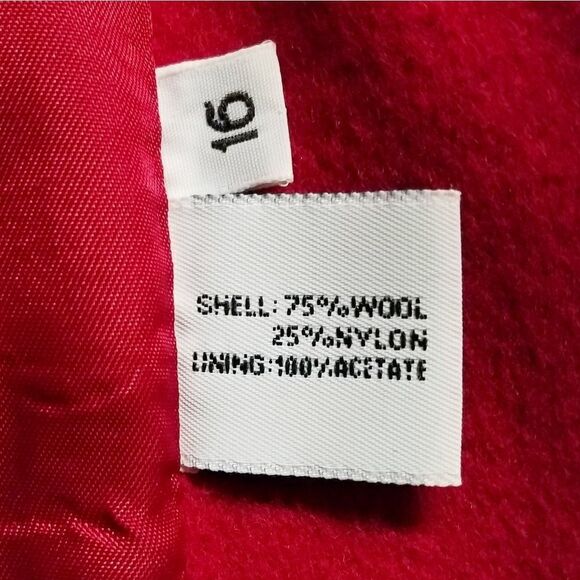 16
SHELL: 75%WOOL
25%NYLON
LINING:100%ACETATE